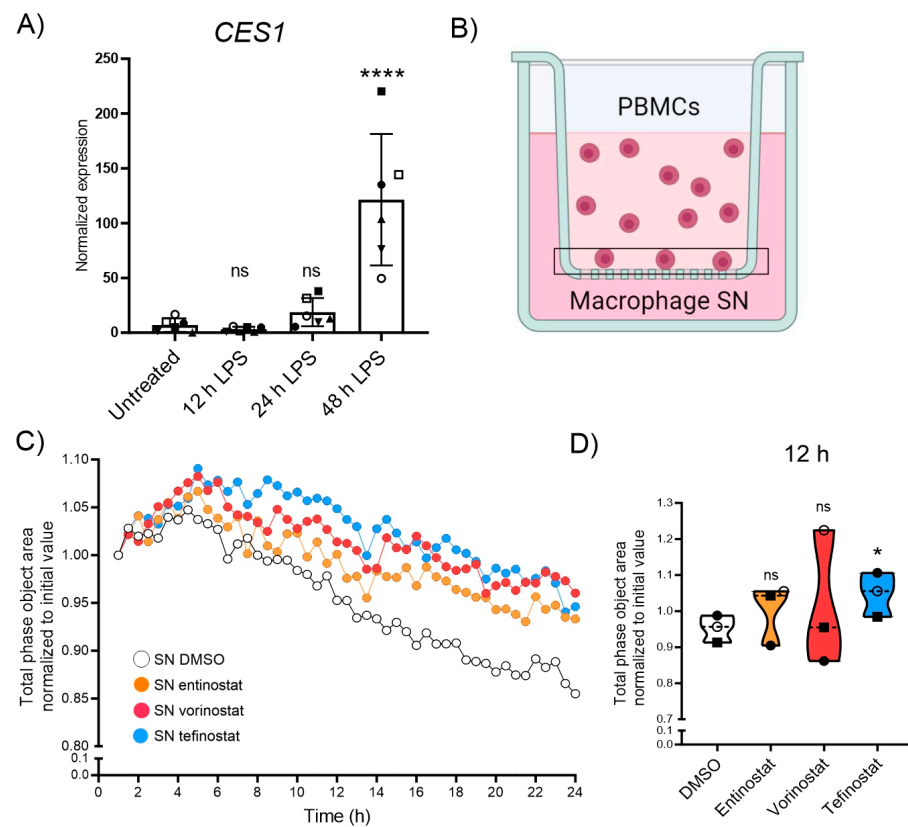 A)
CES1
Normalized expression
250
200
150
100
50
0
ns
ns
****
Untreated
12 h LPS
24 h LPS
48 h LPS
B)
PBMCs
Macrophage SN
C)
Total phase object area
normalized to initial value
1.10
1.05
1.00
0.95
0.90
0.85
0.80
0.1
0.0
SN DMSO
SN entinostat
SN vorinostat
SN tefinostat
0 2 4 6 8 10 12 14 16 18 20 22 24
Time (h)
D)
12 h
Total phase object area
normalized to initial value
1.3
1.2
1.1
1.0
0.9
0.8
0.7
0.1
0.0
ns
ns
*
DMSO
Entinostat
Vorinostat
Tefinostat